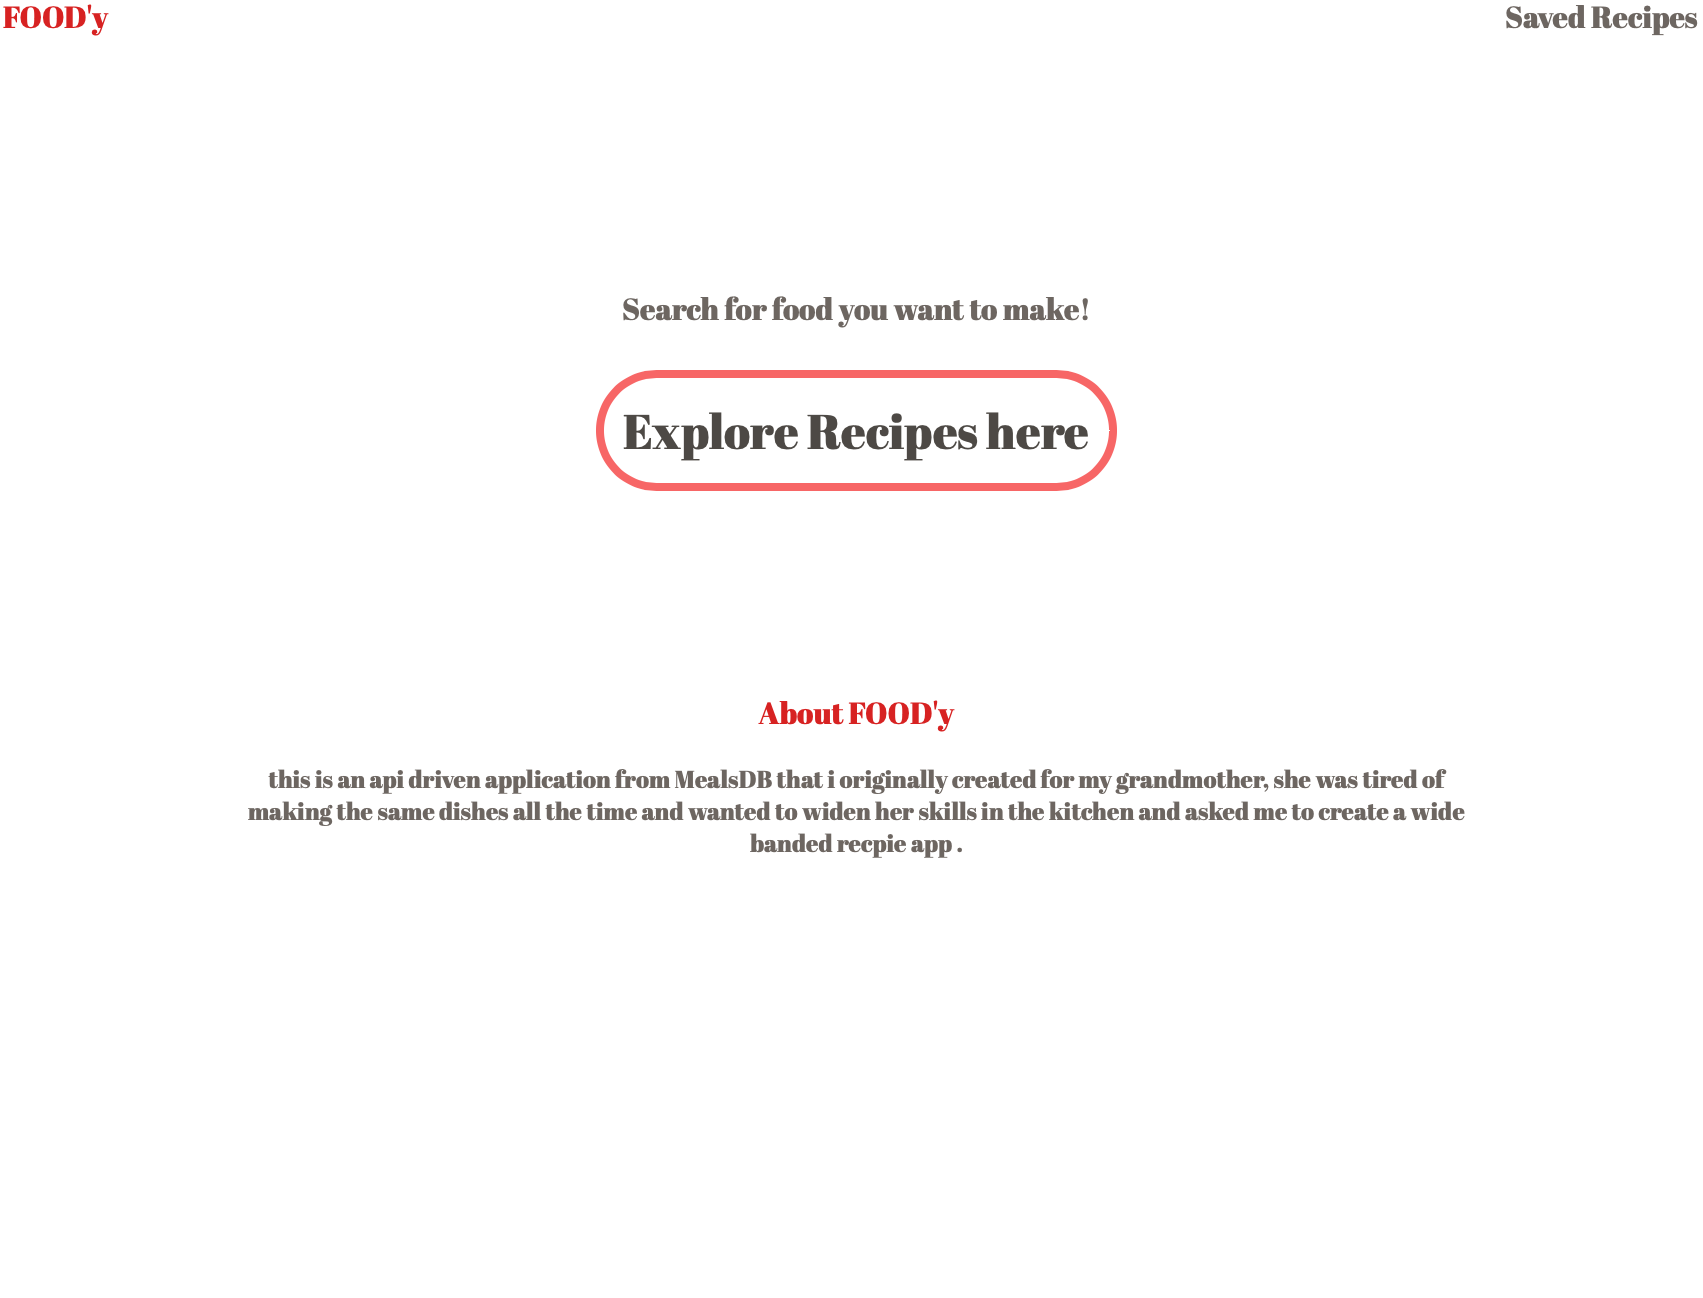 FOOD'y
Saved Recipes
Search for food you want to make!
Explore Recipes here
About FOOD'y
this is an api driven application from MealsDB that i originally created for my grandmother, she was tired of
making the same dishes all the time and wanted to widen her skills in the kitchen and asked me to create a wide
banded recpie app .